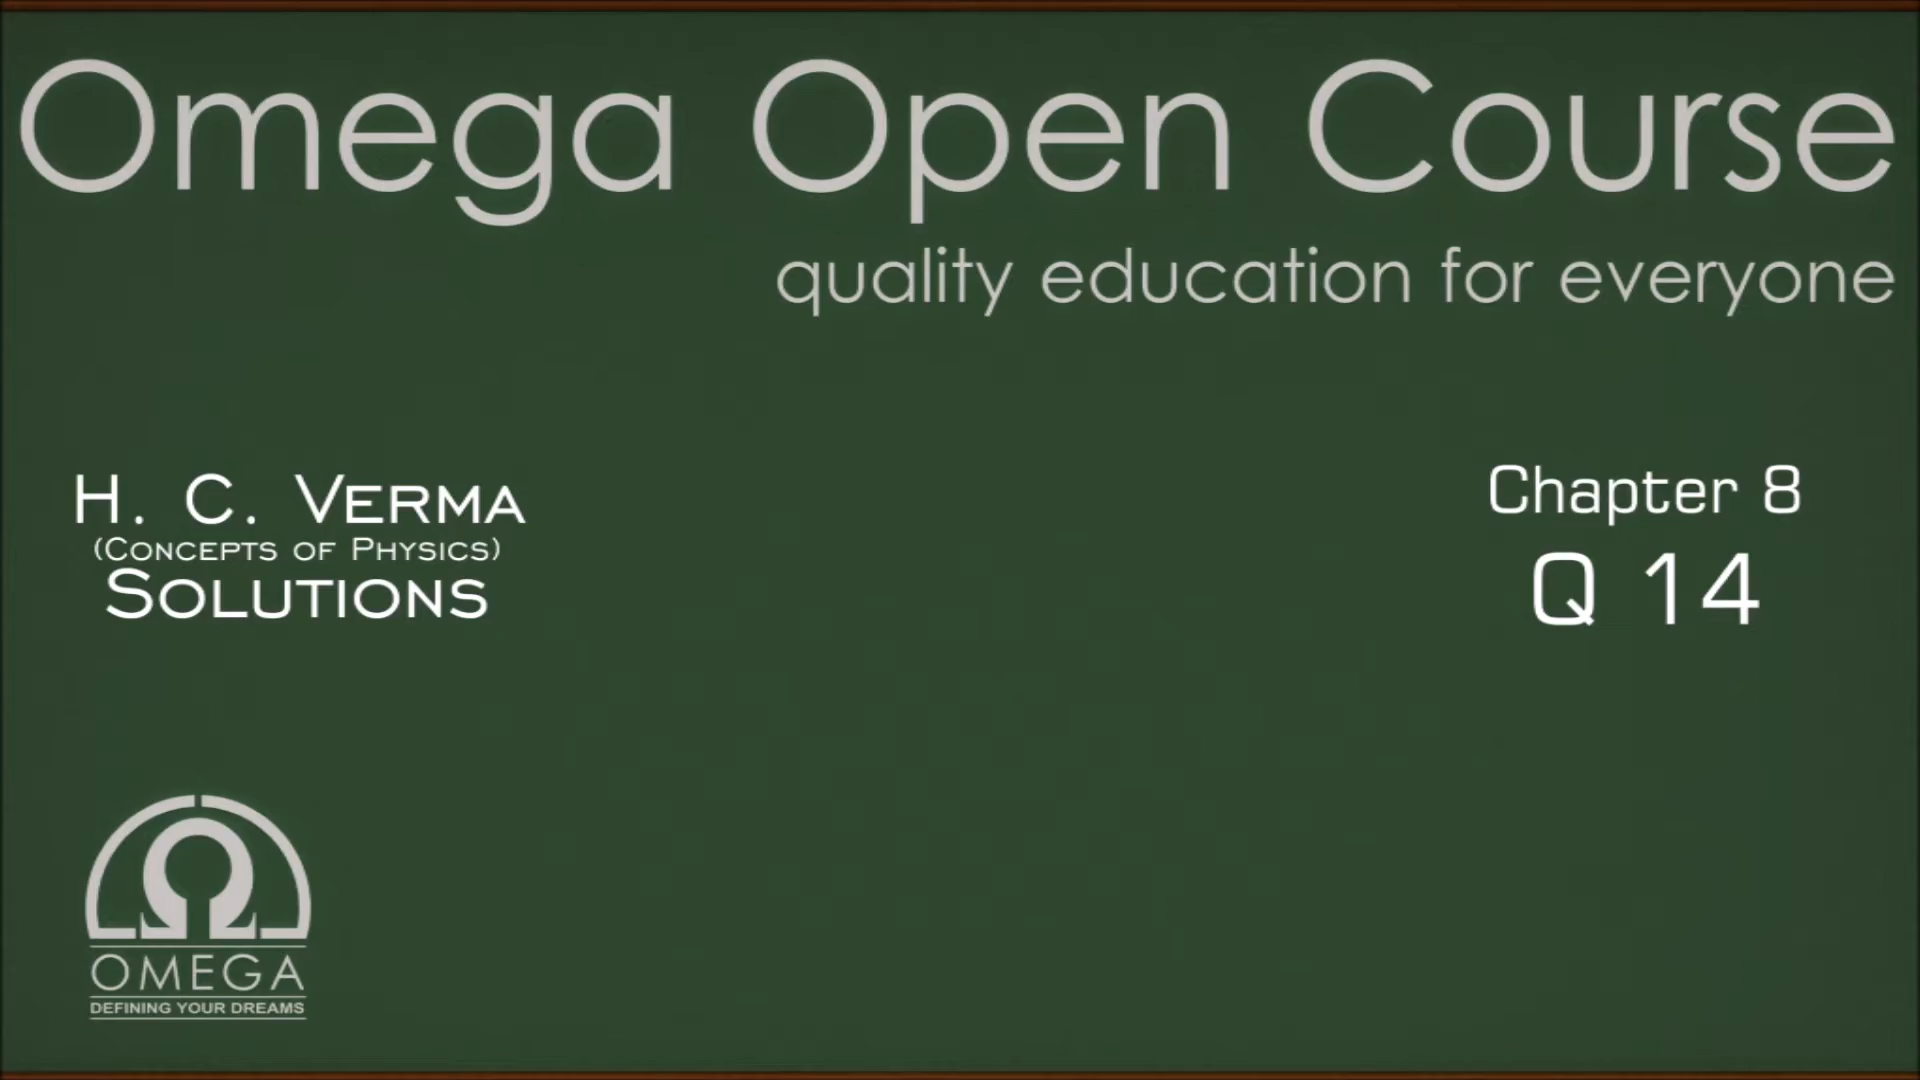 Omega Open Course
quality education for everyone
H. C. VERMA
(CONCEPTS OF PHYSICS)
SOLUTIONS
Chapter 8
Q 14
Ω
OMEGA
DEFINING YOUR DREAMS